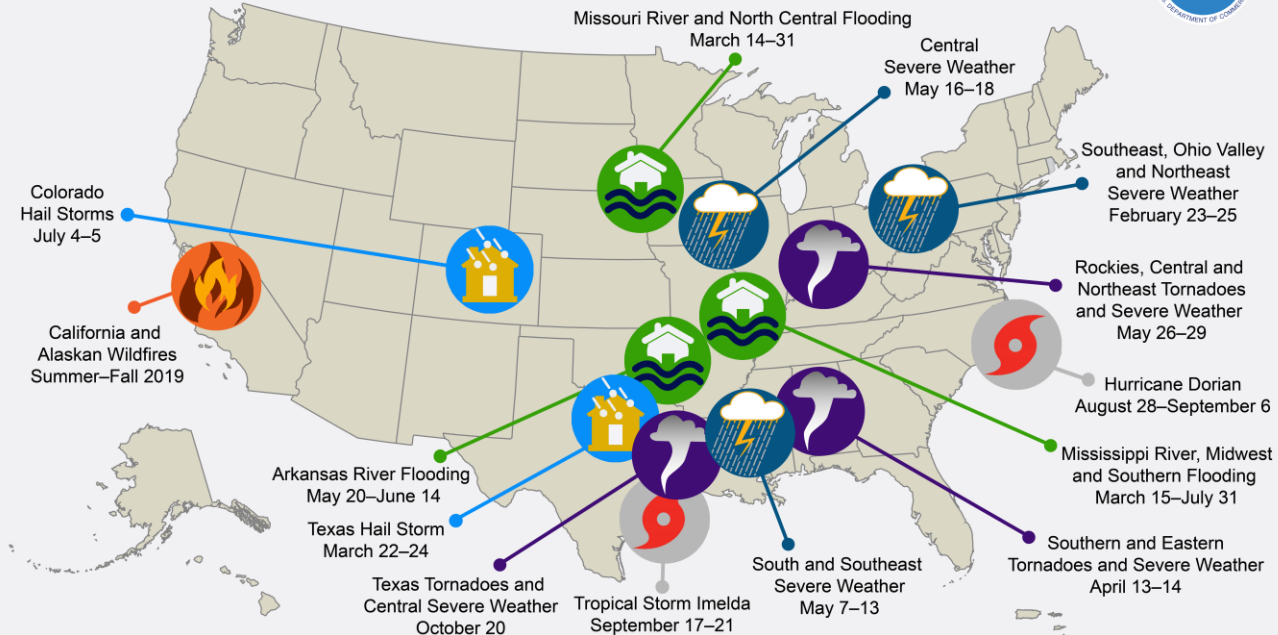 DEPARTMENT OF COMM
Missouri River and North Central Flooding
March 14–31
Central
Severe Weather
May 16–18
Southeast, Ohio Valley
and Northeast
Severe Weather
February 23–25
Colorado
Hail Storms
July 4–5
Rockies, Central and
Northeast Tornadoes
and Severe Weather
May 26–29
California and
Alaskan Wildfires
Summer–Fall 2019
Hurricane Dorian
August 28–September 6
Arkansas River Flooding
May 20–June 14
Mississippi River, Midwest
and Southern Flooding
March 15–July 31
Texas Hail Storm
March 22–24
Southern and Eastern
Tornadoes and Severe Weather
April 13–14
South and Southeast
Severe Weather
May 7–13
Texas Tornadoes and
Central Severe Weather
October 20
Tropical Storm Imelda
September 17–21